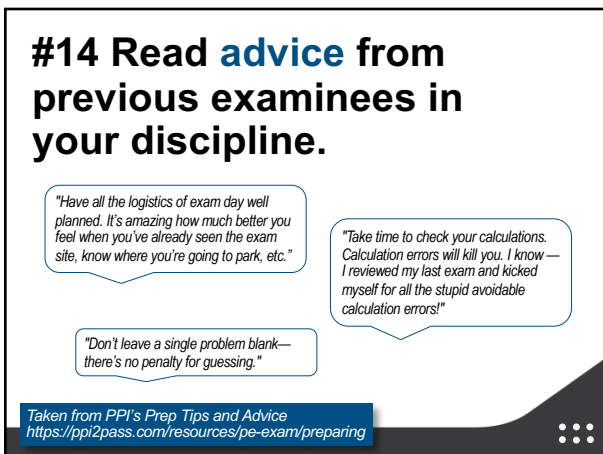 #14 Read advice from
previous examinees in
your discipline.
"Have all the logistics of exam day well
planned. It's amazing how much better you
feel when you've already seen the exam
site, know where you're going to park, etc.”
"Take time to check your calculations.
Calculation errors will kill you. I know —
I reviewed my last exam and kicked
myself for all the stupid avoidable
calculation errors!"
"Don't leave a single problem blank—
there's no penalty for guessing."
Taken from PPI's Prep Tips and Advice
https://ppi2pass.com/resources/pe-exam/preparing